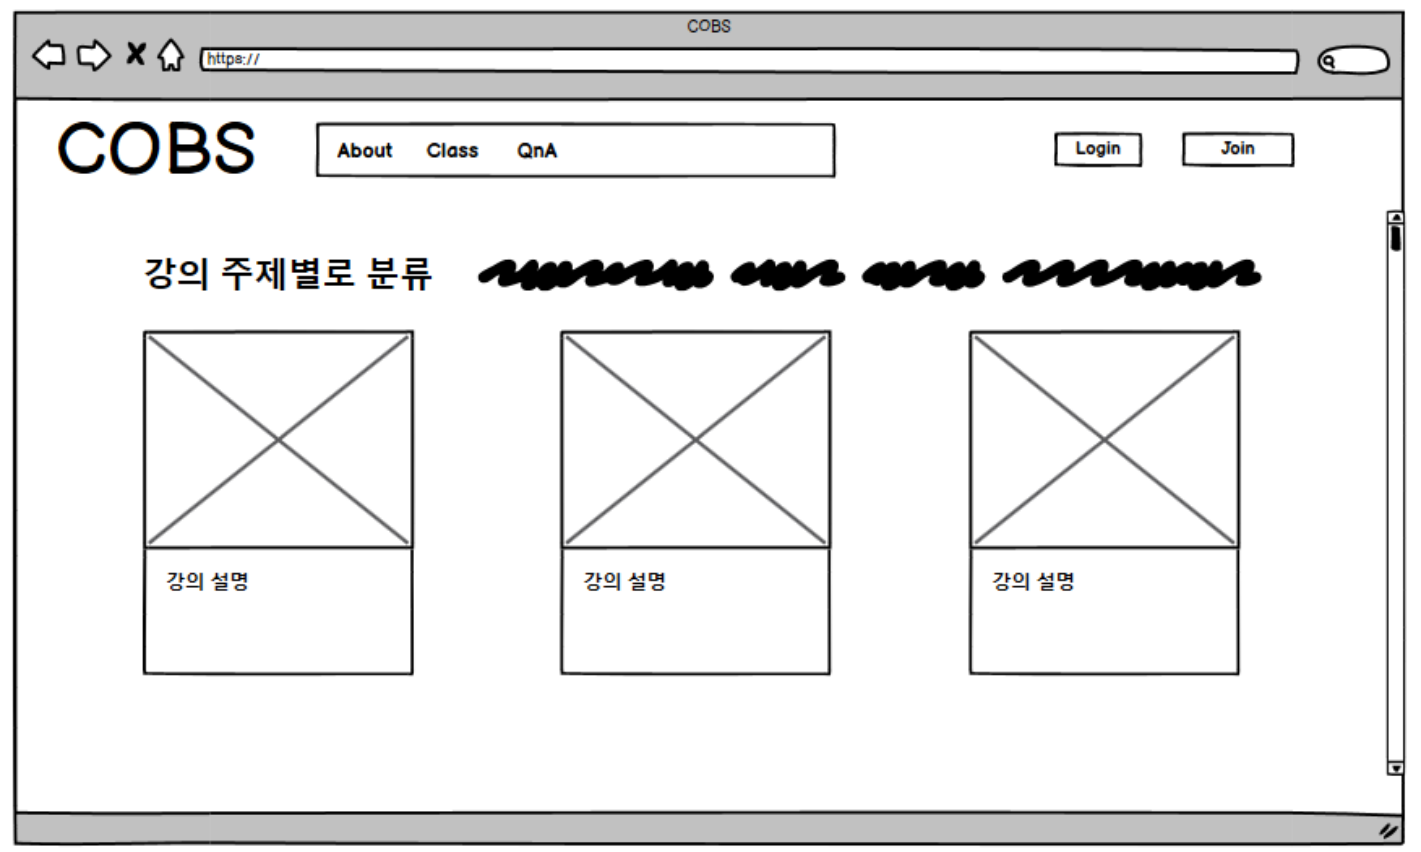 COBS
https://
COBS
About Class QnA
Login
Join
강의 주제별로 분류
강의 설명
강의 설명
강의 설명